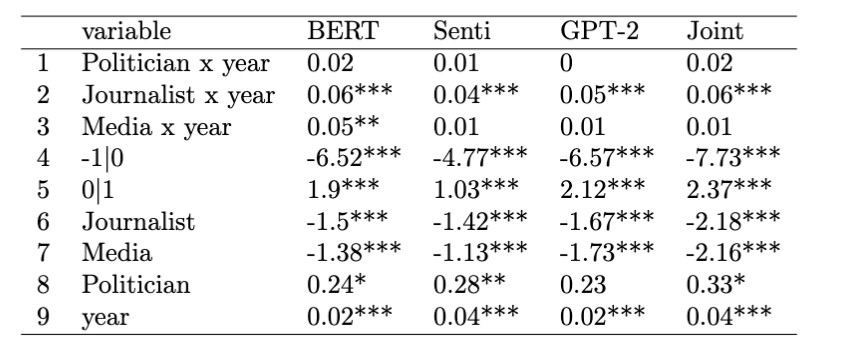 variable BERT Senti GPT-2 Joint
1 Politician x year 0.02 0.01 0 0.02
2 Journalist x year 0.06*** 0.04*** 0.05*** 0.06***
3 Media x year 0.05** 0.01 0.01 0.01
4 -1|0 -6.52*** -4.77*** -6.57*** -7.73***
5 0|1 1.9*** 1.03*** 2.12*** 2.37***
6 Journalist -1.5*** -1.42*** -1.67*** -2.18***
7 Media -1.38*** -1.13*** -1.73*** -2.16***
8 Politician 0.24* 0.28** 0.23 0.33*
9 year 0.02*** 0.04*** 0.02*** 0.04***